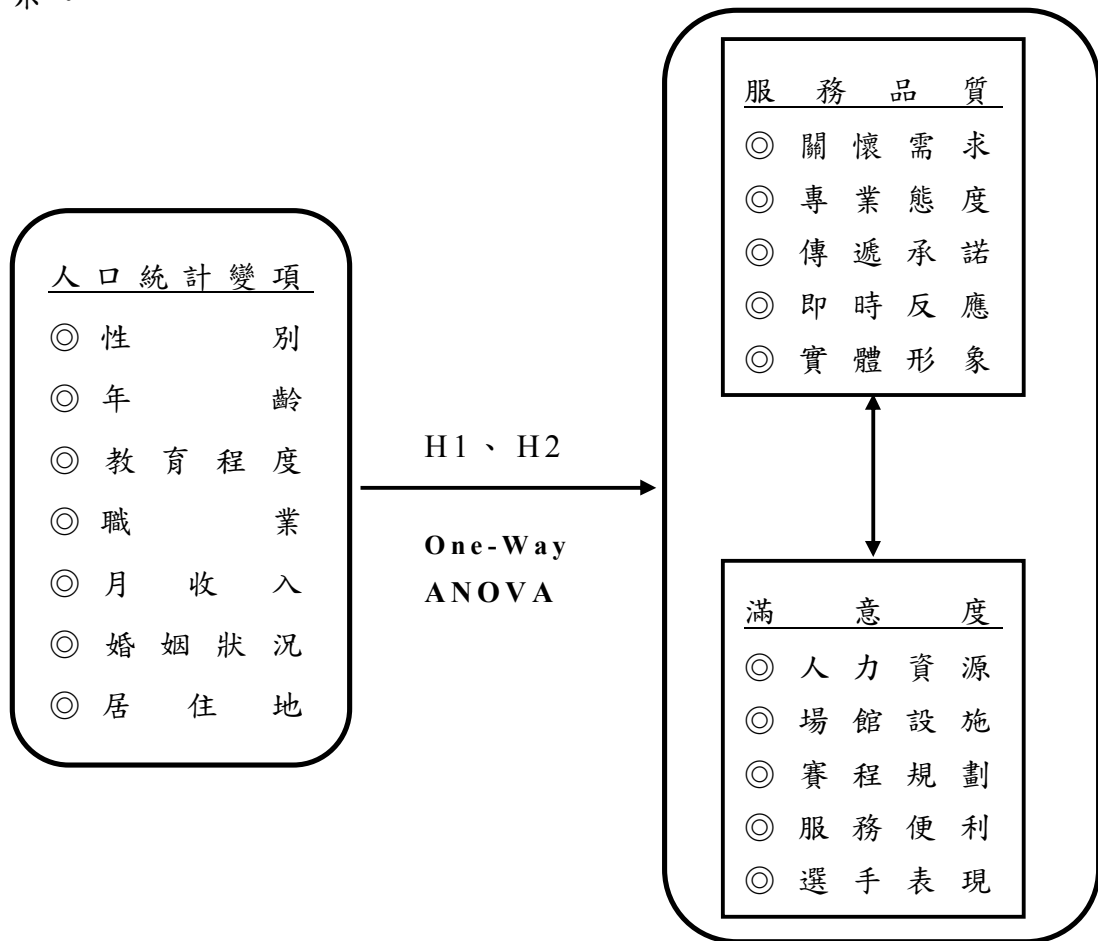 人口統計變項
◎性別
◎年齡
◎教育程度
◎職業
◎月收入
◎婚姻狀況
◎居住地
H1、H2
One-Way
ANOVA
服務品質
◎關懷需求
◎專業態度
◎傳遞承諾
◎即時反應
◎實體形象
滿意度
◎人力資源
◎場館設施
◎賽程規劃
◎服務便利
◎選手表現